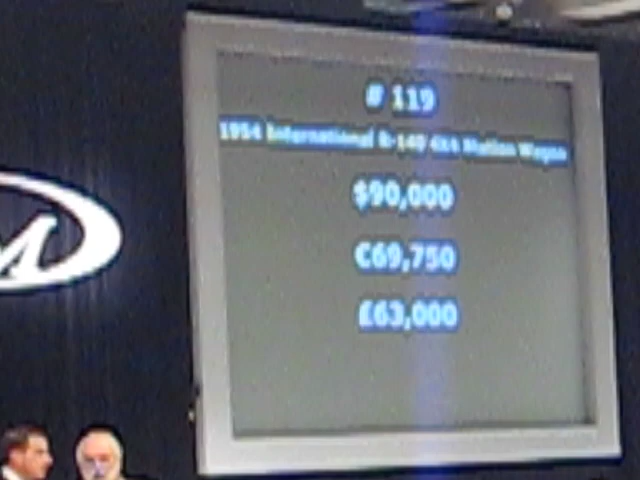 # 119
1954 International R-140 4x4 Station Wagon
$90,000
€69,750
£63,000
M